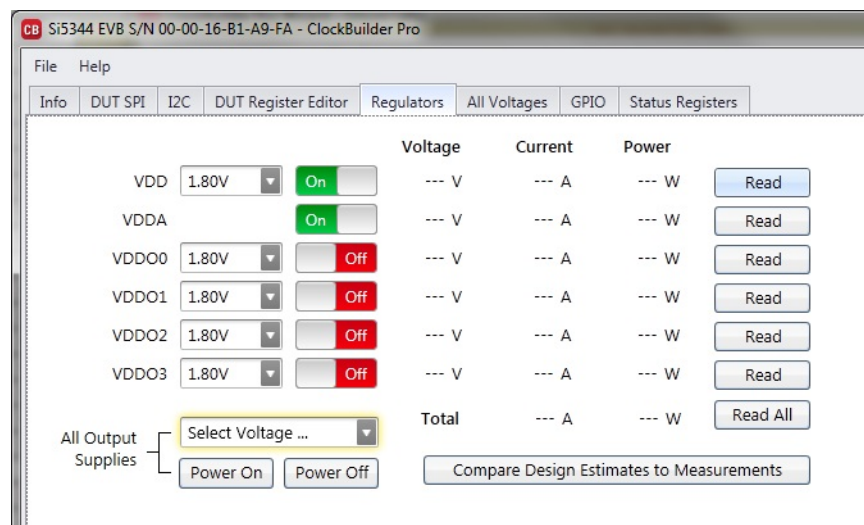 CB Si5344 EVB S/N 00-00-16-B1-A9-FA - ClockBuilder Pro
File Help
Info DUT SPI I2C DUT Register Editor Regulators All Voltages GPIO Status Registers
Voltage Current Power
VDD 1.80V On --- V --- A --- W Read
VDDA On --- V --- A --- W Read
VDDO0 1.80V Off --- V --- A --- W Read
VDDO1 1.80V Off --- V --- A --- W Read
VDDO2 1.80V Off --- V --- A --- W Read
VDDO3 1.80V Off --- V --- A --- W Read
Total --- A --- W Read All
All Output Supplies
Select Voltage ...
Power On Power Off
Compare Design Estimates to Measurements